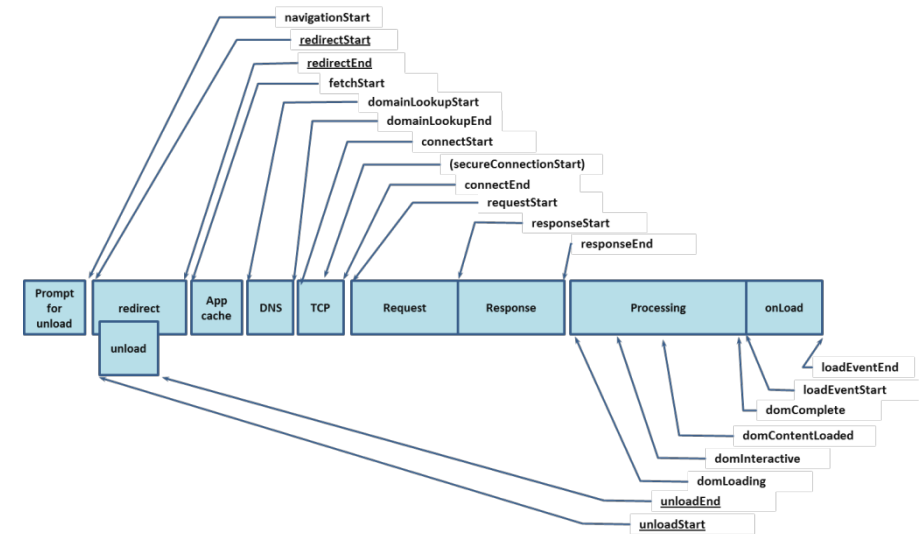 navigationStart
redirectStart
redirectEnd
fetchStart
domainLookupStart
domainLookupEnd
connectStart
(secureConnectionStart)
connectEnd
requestStart
responseStart
responseEnd
Prompt
for
unload
redirect
App
cache
DNS
TCP
Request
Response
Processing
onLoad
unload
loadEventEnd
loadEventStart
domComplete
domContentLoaded
domInteractive
domLoading
unloadEnd
unloadStart